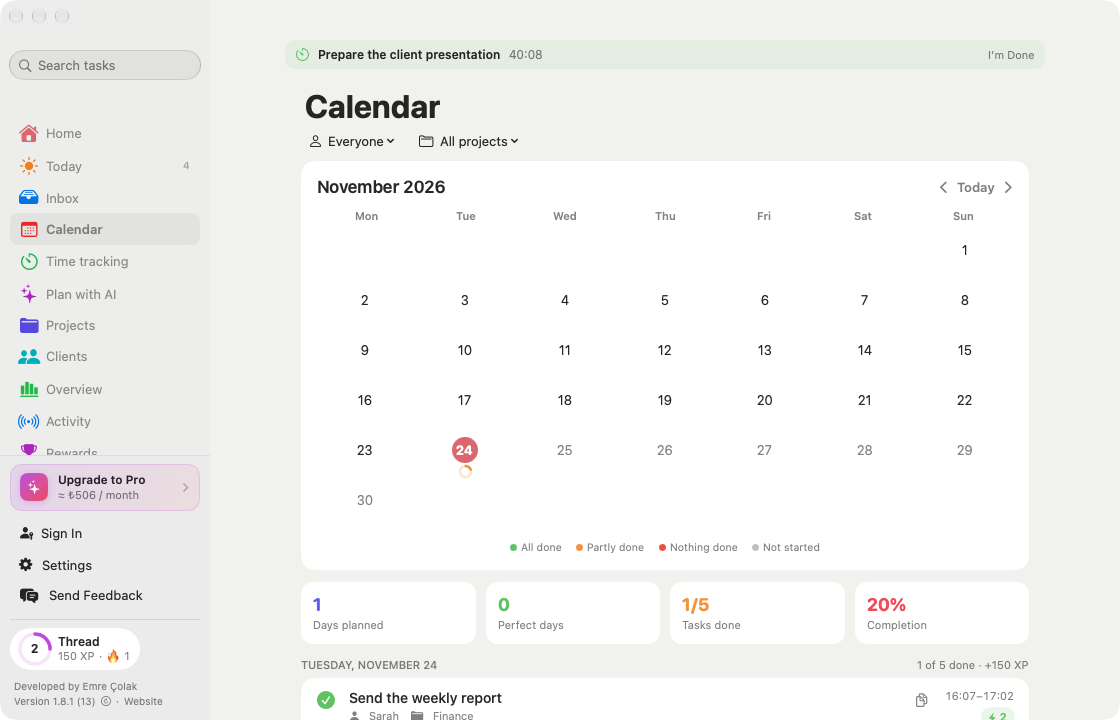 Search tasks
Home
Today 4
Inbox
Calendar
Time tracking
Plan with AI
Projects
Clients
Overview
Activity
Rewards
Upgrade to Pro
≈ ₺506 / month
Sign In
Settings
Send Feedback
2
Thread
150 XP · 🔥 1
Developed by Emre Çolak
Version 1.8.1 (13) © · Website
Prepare the client presentation 40:08 I'm Done
Calendar
Everyone All projects
November 2026 Today
Mon Tue Wed Thu Fri Sat Sun
1
2 3 4 5 6 7 8
9 10 11 12 13 14 15
16 17 18 19 20 21 22
23 24 25 26 27 28 29
30
All done Partly done Nothing done Not started
1 0 1/5 20%
Days planned Perfect days Tasks done Completion
TUESDAY, NOVEMBER 24 1 of 5 done · +150 XP
Send the weekly report 16:07–17:02
Sarah Finance 2